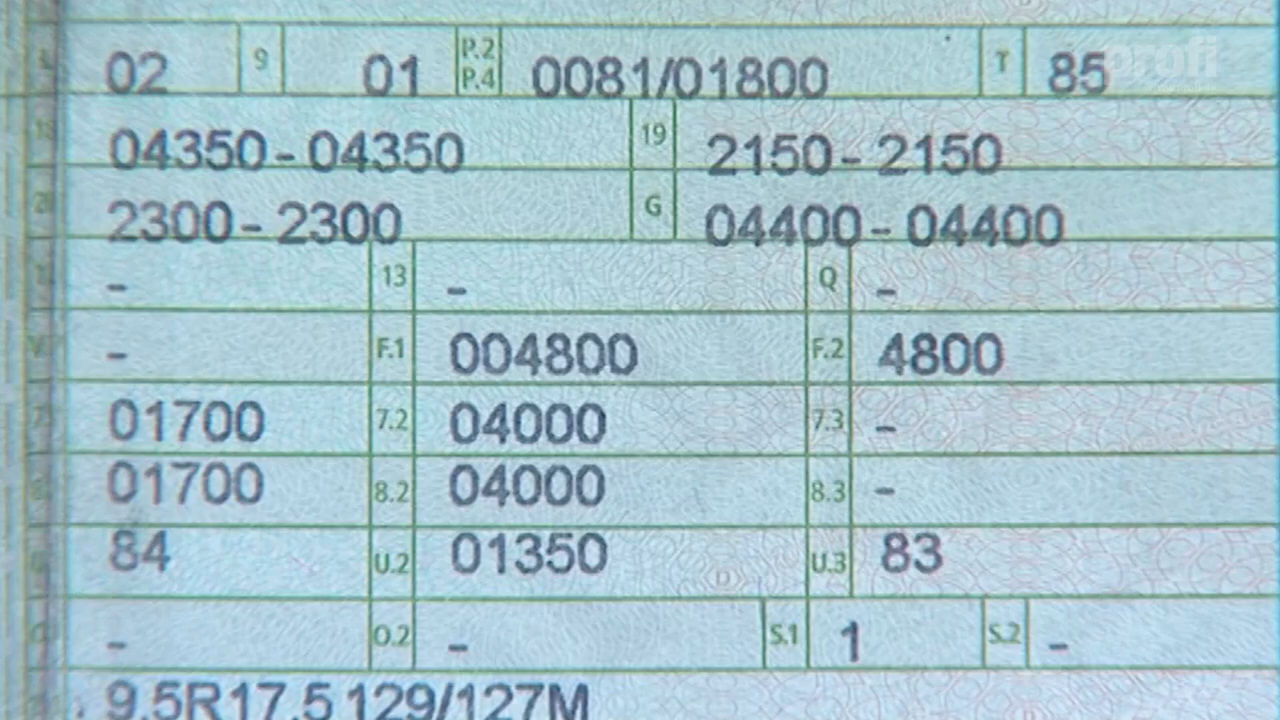 02 9 01 P.2 P.4 0081/01800 T 85 profi
18 04350-04350 19 2150-2150
20 2300-2300 G 04400-04400
- 13 - Q -
- F.1 004800 F.2 4800
01700 7.2 04000 7.3 -
01700 8.2 04000 8.3 -
84 U.2 01350 U.3 83
- O.2 - S.1 1 S.2 -
9.5R17.5 129/127M